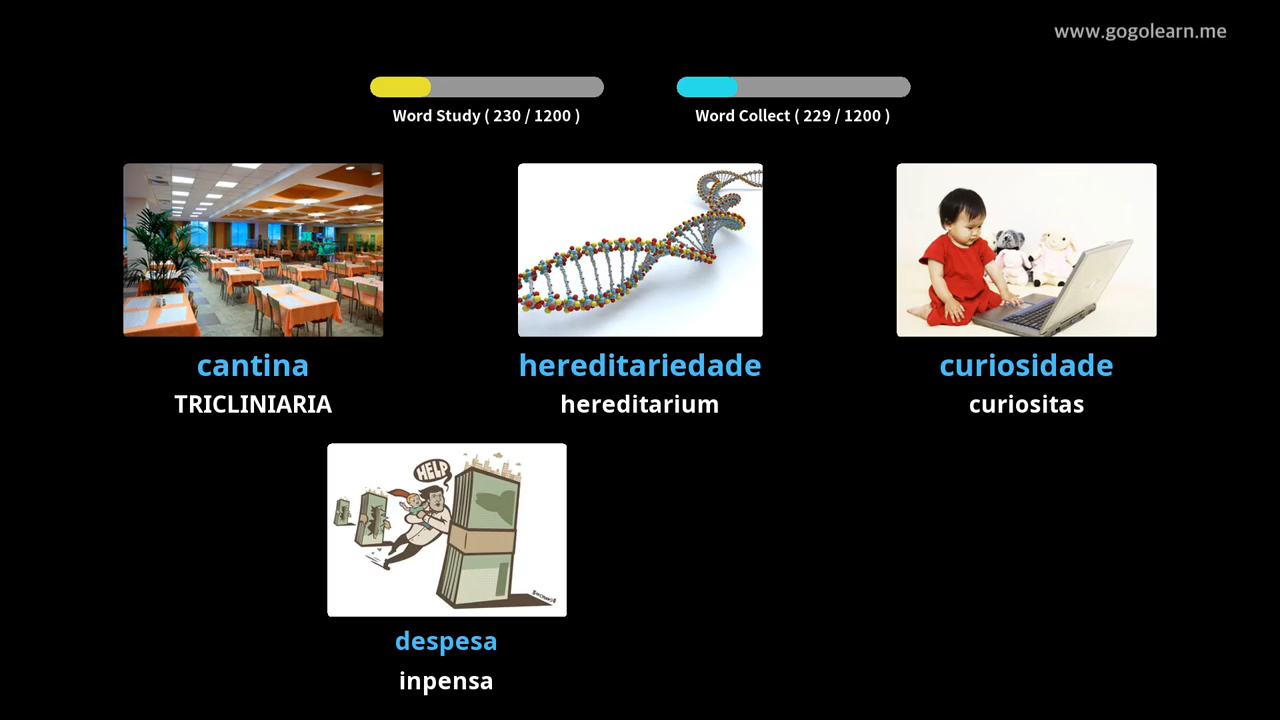 www.gogolearn.me
Word Study ( 230 / 1200 )
Word Collect ( 229 / 1200 )
cantina
TRICLINIARIA
hereditariedade
hereditarium
curiosidade
curiositas
HELP
despesa
inpensa